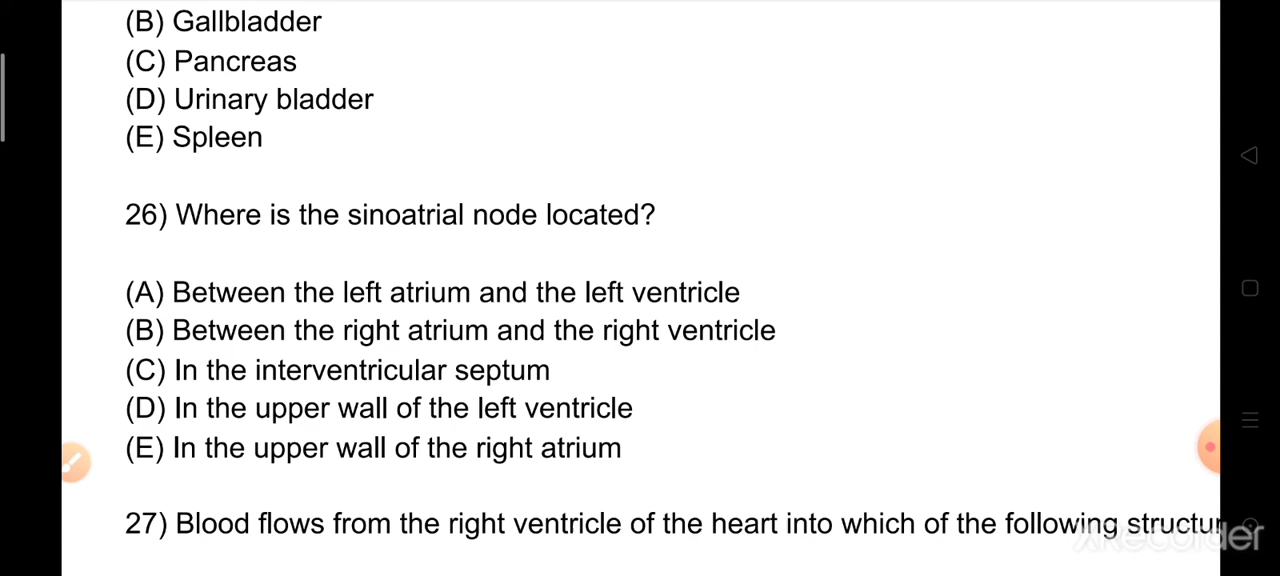 (B) Gallbladder
(C) Pancreas
(D) Urinary bladder
(E) Spleen
26) Where is the sinoatrial node located?
(A) Between the left atrium and the left ventricle
(B) Between the right atrium and the right ventricle
(C) In the interventricular septum
(D) In the upper wall of the left ventricle
(E) In the upper wall of the right atrium
27) Blood flows from the right ventricle of the heart into which of the following structur
XRecorder